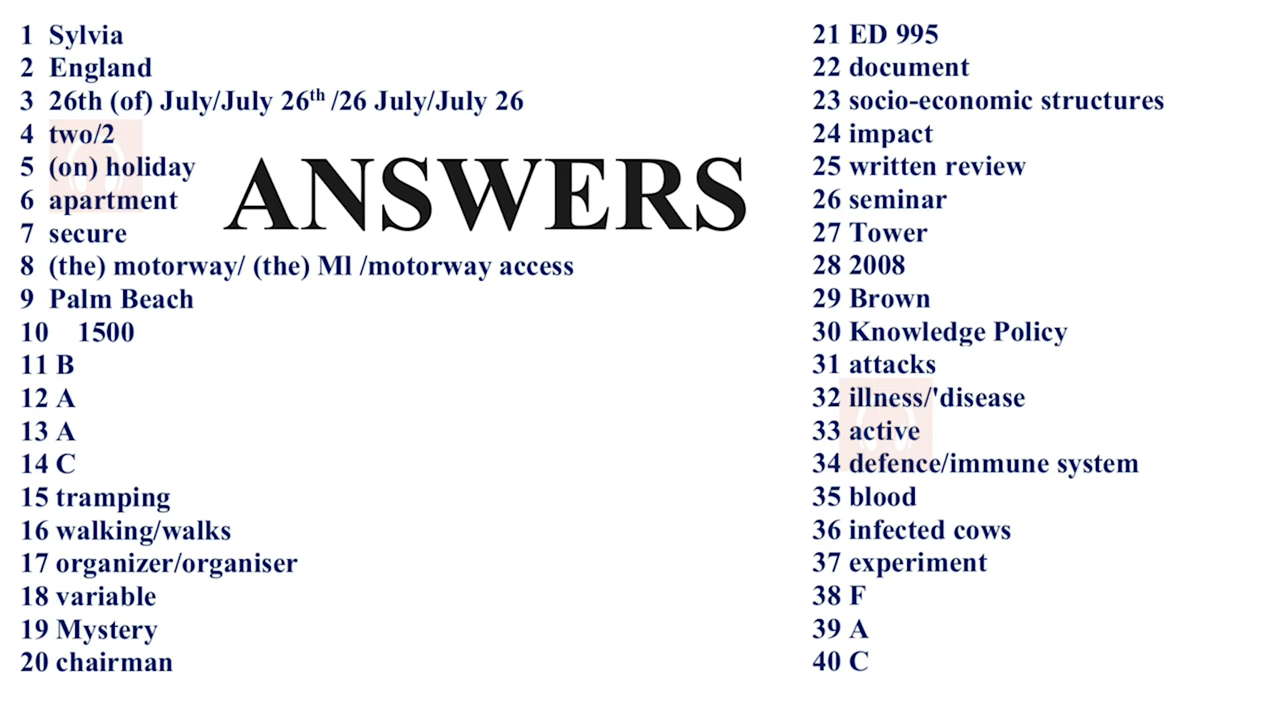 1 Sylvia
2 England
3 26th (of) July/July 26th /26 July/July 26
4 two/2
5 (on) holiday
6 apartment
7 secure
8 (the) motorway/ (the) Ml /motorway access
9 Palm Beach
10 1500
11 B
12 A
13 A
14 C
15 tramping
16 walking/walks
17 organizer/organiser
18 variable
19 Mystery
20 chairman
ANSWERS
21 ED 995
22 document
23 socio-economic structures
24 impact
25 written review
26 seminar
27 Tower
28 2008
29 Brown
30 Knowledge Policy
31 attacks
32 illness/'disease
33 active
34 defence/immune system
35 blood
36 infected cows
37 experiment
38 F
39 A
40 C